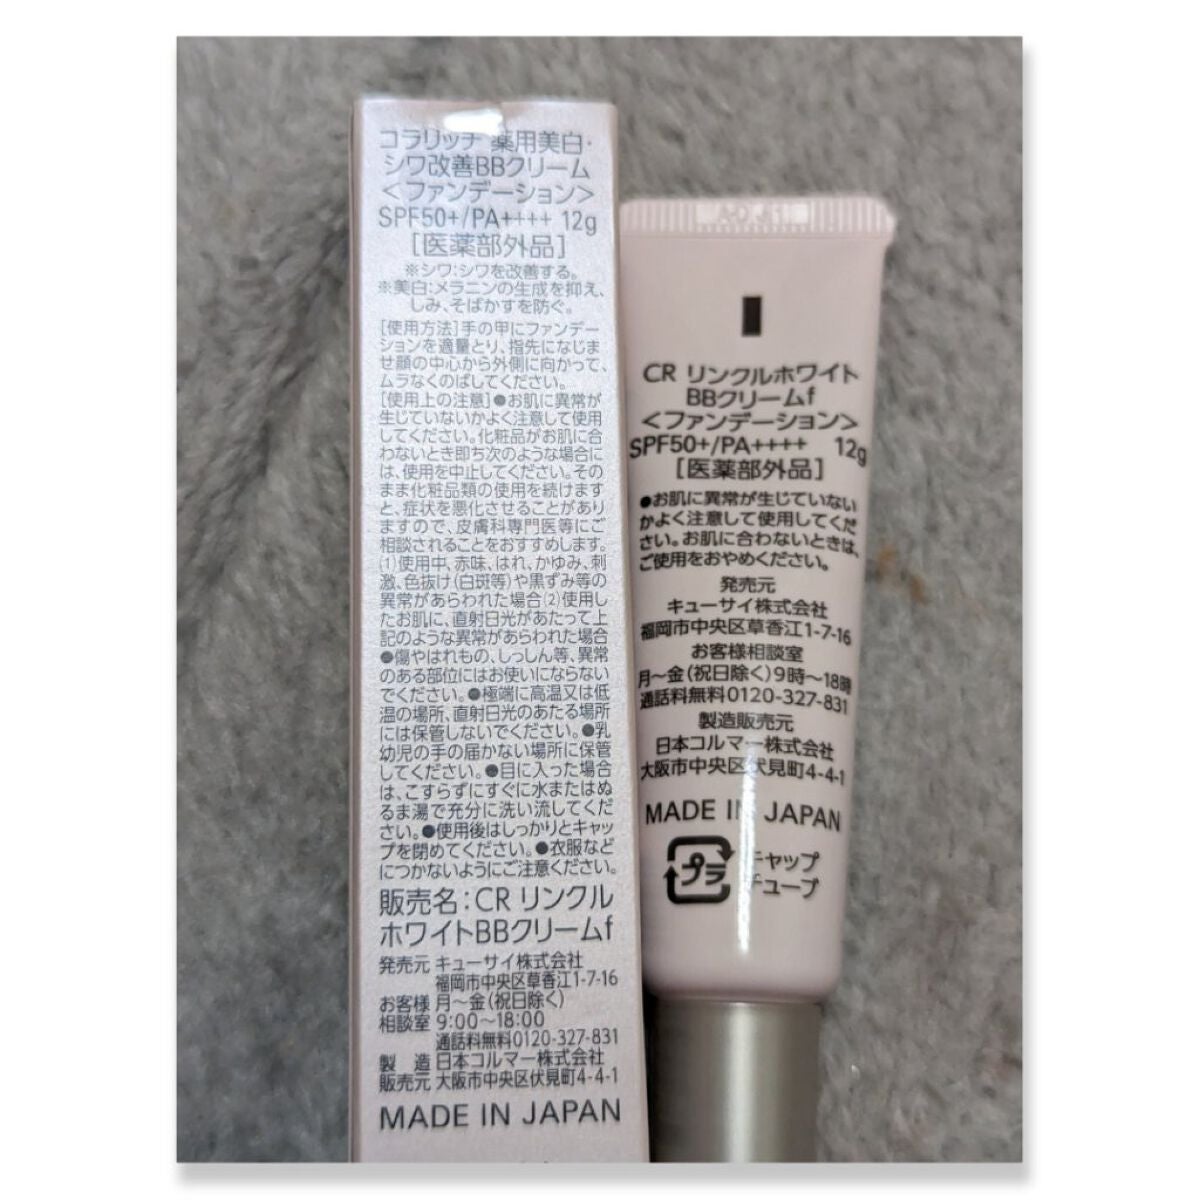 コラリッチ 薬用美白・
シワ改善BBクリーム
＜ファンデーション＞
SPF50+/PA++++ 12g
［医薬部外品］
※シワ：シワを改善する。
※美白：メラニンの生成を抑え、
しみ、そばかすを防ぐ。
［使用方法］手の甲にファンデー
ションを適量とり、指先になじま
せ顔の中心から外側に向かって、
ムラなくのばしてください。
［使用上の注意］●お肌に異常が
生じていないかよく注意して使用
してください。化粧品がお肌に合
わないとき即ち次のような場合に
は、使用を中止してください。その
まま化粧品類の使用を続けます
と、症状を悪化させることがあり
ますので、皮膚科専門医等にご
相談されることをおすすめします。
(1)使用中、赤味、はれ、かゆみ、刺
激、色抜け(白斑等)や黒ずみ等の
異常があらわれた場合(2)使用し
たお肌に、直射日光があたって上
記のような異常があらわれた場合
●傷やはれもの、しっしん等、異常
のある部位にはお使いにならない
でください。●極端に高温又は低
温の場所、直射日光のあたる場所
には保管しないでください。●乳
幼児の手の届かない場所に保管
してください。●目に入った場合
は、こすらずにすぐに水またはぬ
るま湯で充分に洗い流してくだ
さい。●使用後はしっかりとキャッ
プを閉めてください。●衣服など
につかないようにご注意ください。
販売名：CR リンクル
ホワイトBBクリームf
発売元 キューサイ株式会社
福岡市中央区草香江1-7-16
お客様 月～金(祝日除く)
相談室 9:00～18:00
通話料無料0120-327-831
製　造 日本コルマー株式会社
販売元 大阪市中央区伏見町4-4-1
MADE IN JAPAN
CR リンクルホワイト
BBクリームf
＜ファンデーション＞
SPF50+/PA++++ 12g
［医薬部外品］
●お肌に異常が生じていない
かよく注意して使用してくだ
さい。お肌に合わないときは、
ご使用をおやめください。
発売元
キューサイ株式会社
福岡市中央区草香江1-7-16
お客様相談室
月～金(祝日除く)9時～18時
通話料無料0120-327-831
製造販売元
日本コルマー株式会社
大阪市中央区伏見町4-4-1
MADE IN JAPAN
プラ キャップ
チューブ